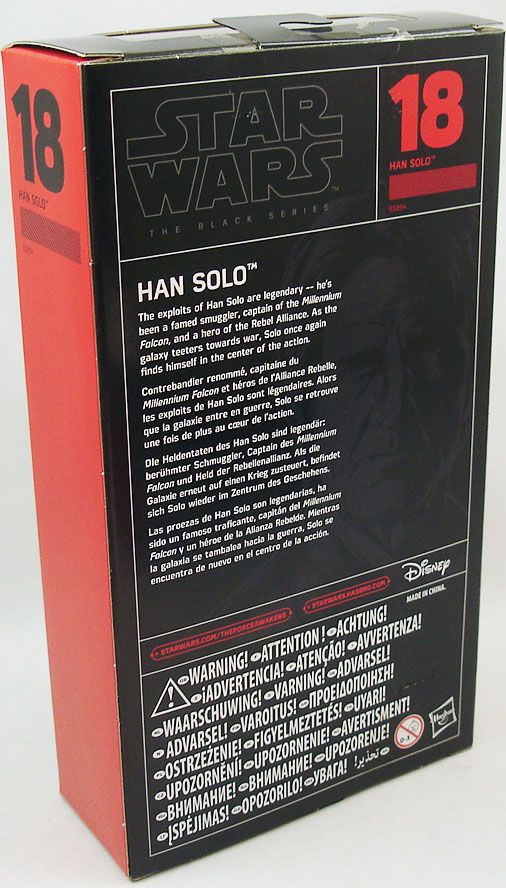 18
HAN SOLO™
STAR
WARS™
THE BLACK SERIES
18
HAN SOLO™
B3834
HAN SOLO™
The exploits of Han Solo are legendary -- he's
been a famed smuggler, captain of the Millennium
Falcon, and a hero of the Rebel Alliance. As the
galaxy teeters towards war, Solo once again
finds himself in the center of the action.
Contrebandier renommé, capitaine du
Millennium Falcon et héros de l'Alliance Rebelle,
les exploits de Han Solo sont légendaires. Alors
que la galaxie entre en guerre, Solo se retrouve
une fois de plus au cœur de l'action.
Die Heldentaten des Han Solo sind legendär:
berühmter Schmuggler, Captain des Millennium
Falcon und Held der Rebellenallianz. Als die
Galaxie erneut auf einen Krieg zusteuert, befindet
sich Solo wieder im Zentrum des Geschehens.
Las proezas de Han Solo son legendarias, ha
sido un famoso traficante, capitán del Millennium
Falcon y un héroe de la Alianza Rebelde. Mientras
la galaxia se tambalea hacia la guerra, Solo se
encuentra de nuevo en el centro de la acción.
Disney
MADE IN CHINA.
STARWARS.COM/THEFORCEAWAKENS
STARWARS.HASBRO.COM
WARNING! ATTENTION! ACHTUNG!
¡ADVERTENCIA! ATENÇÃO! AVVERTENZA!
WAARSCHUWING! VARNING! ADVARSEL!
ADVARSEL! VAROITUS! ΠΡΟΕΙΔΟΠΟΙΗΣΗ!
OSTRZEŻENIE! FIGYELMEZTETÉS! UYARI!
UPOZORNĚNÍ! UPOZORNENIE! AVERTISMENT!
ВНИМАНИЕ! ВНИМАНИЕ! UPOZORENJE!
ĮSPĖJIMAS! OPOZORILO! УВАГА! تحذير!
0-3
Hasbro